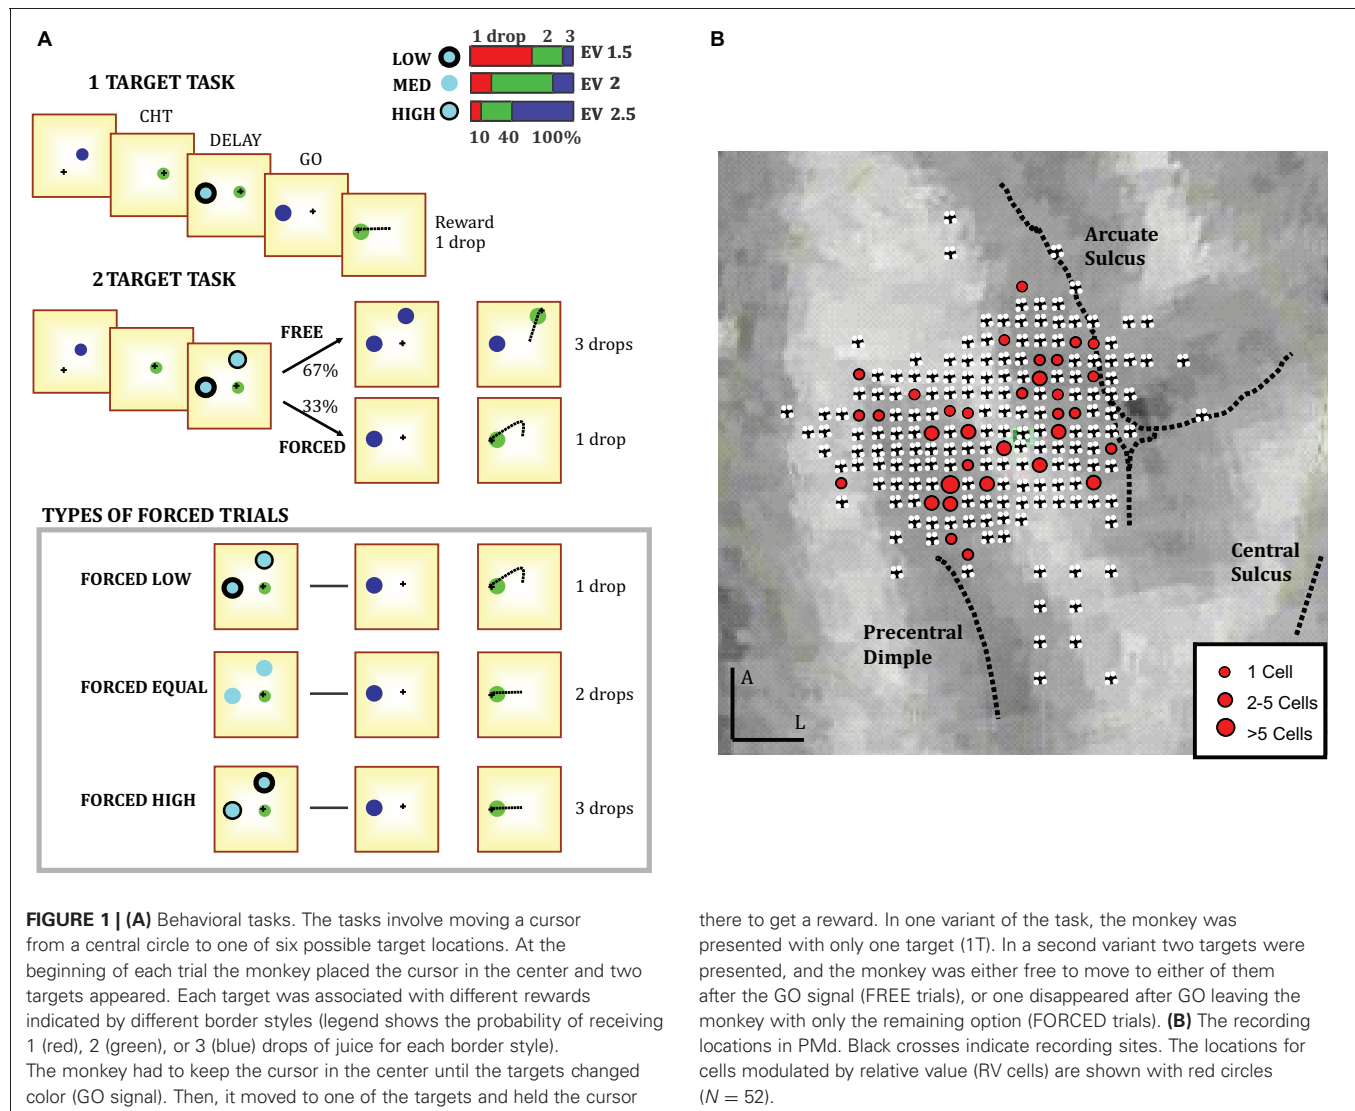 A
1 drop 2 3
LOW EV 1.5
MED EV 2
HIGH EV 2.5
10 40 100%
1 TARGET TASK
CHT
DELAY
GO
Reward
1 drop
2 TARGET TASK
FREE
67%
3 drops
33%
FORCED
1 drop
TYPES OF FORCED TRIALS
FORCED LOW
1 drop
FORCED EQUAL
2 drops
FORCED HIGH
3 drops
B
Arcuate
Sulcus
Central
Sulcus
Precentral
Dimple
A
L
1 Cell
2-5 Cells
>5 Cells
FIGURE 1 | (A) Behavioral tasks. The tasks involve moving a cursor
from a central circle to one of six possible target locations. At the
beginning of each trial the monkey placed the cursor in the center and two
targets appeared. Each target was associated with different rewards
indicated by different border styles (legend shows the probability of receiving
1 (red), 2 (green), or 3 (blue) drops of juice for each border style).
The monkey had to keep the cursor in the center until the targets changed
color (GO signal). Then, it moved to one of the targets and held the cursor
there to get a reward. In one variant of the task, the monkey was
presented with only one target (1T). In a second variant two targets were
presented, and the monkey was either free to move to either of them
after the GO signal (FREE trials), or one disappeared after GO leaving the
monkey with only the remaining option (FORCED trials). (B) The recording
locations in PMd. Black crosses indicate recording sites. The locations for
cells modulated by relative value (RV cells) are shown with red circles
(N = 52).